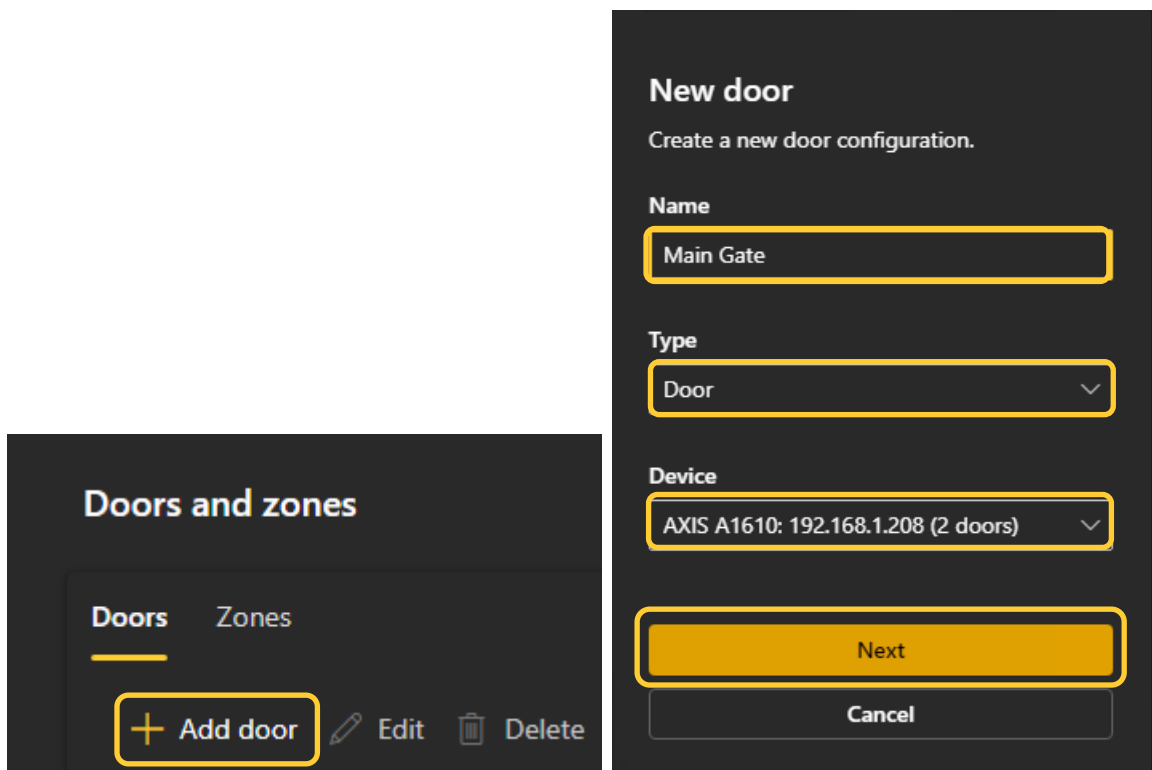 Doors and zones
Doors Zones
Add door Edit Delete
New door
Create a new door configuration.
Name
Main Gate
Type
Door
Device
AXIS A1610: 192.168.1.208 (2 doors)
Next
Cancel